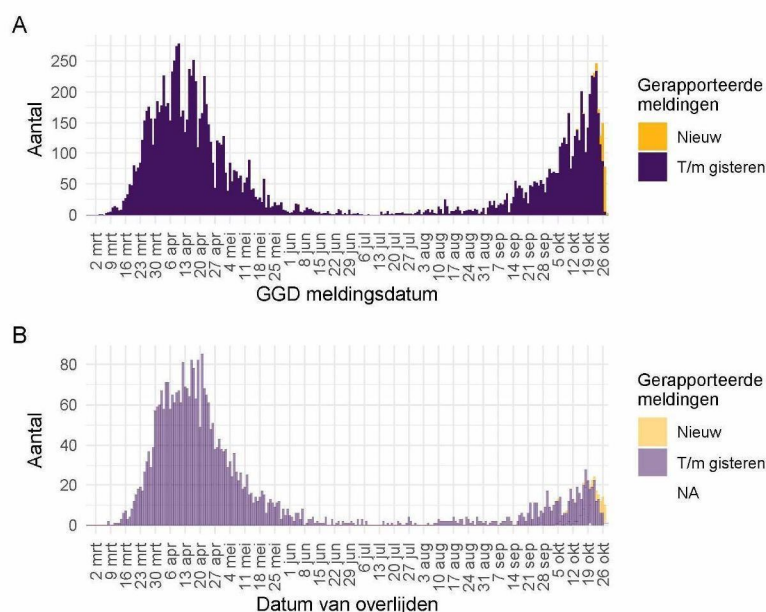 A
Aantal
250
200
150
100
50
0
2 mrt
9 mrt
16 mrt
23 mrt
30 mrt
6 apr
13 apr
20 apr
27 apr
4 mei
11 mei
18 mei
25 mei
1 jun
8 jun
15 jun
22 jun
29 jun
6 jul
13 jul
20 jul
27 jul
3 aug
10 aug
17 aug
24 aug
31 aug
7 sep
14 sep
21 sep
28 sep
5 okt
12 okt
19 okt
26 okt
GGD meldingsdatum
Gerapporteerde
meldingen
Nieuw
T/m gisteren
B
Aantal
80
60
40
20
0
2 mrt
9 mrt
16 mrt
23 mrt
30 mrt
6 apr
13 apr
20 apr
27 apr
4 mei
11 mei
18 mei
25 mei
1 jun
8 jun
15 jun
22 jun
29 jun
6 jul
13 jul
20 jul
27 jul
3 aug
10 aug
17 aug
24 aug
31 aug
7 sep
14 sep
21 sep
28 sep
5 okt
12 okt
19 okt
26 okt
Datum van overlijden
Gerapporteerde
meldingen
Nieuw
T/m gisteren
NA